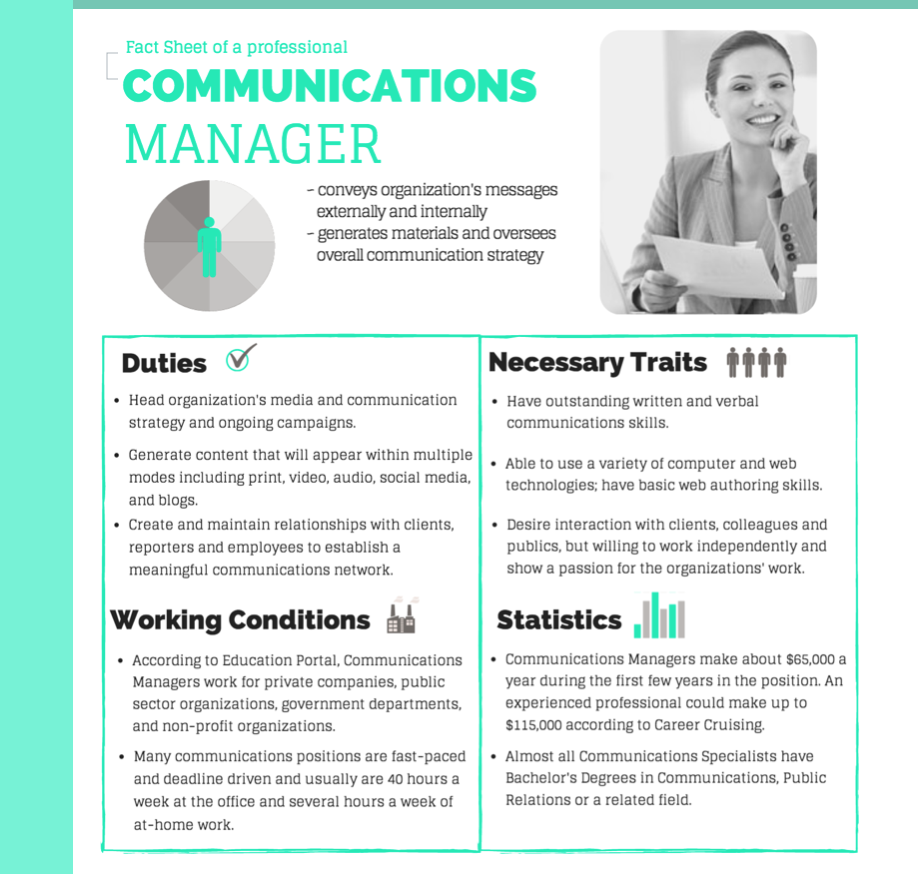 Fact Sheet of a professional
COMMUNICATIONS
MANAGER
- conveys organization's messages
externally and internally
- generates materials and oversees
overall communication strategy
Duties
• Head organization's media and communication
strategy and ongoing campaigns.
• Generate content that will appear within multiple
modes including print, video, audio, social media,
and blogs.
• Create and maintain relationships with clients,
reporters and employees to establish a
meaningful communications network.
Necessary Traits
• Have outstanding written and verbal
communications skills.
• Able to use a variety of computer and web
technologies; have basic web authoring skills.
• Desire interaction with clients, colleagues and
publics, but willing to work independently and
show a passion for the organizations' work.
Working Conditions
• According to Education Portal, Communications
Managers work for private companies, public
sector organizations, government departments,
and non-profit organizations.
• Many communications positions are fast-paced
and deadline driven and usually are 40 hours a
week at the office and several hours a week of
at-home work.
Statistics
• Communications Managers make about $65,000 a
year during the first few years in the position. An
experienced professional could make up to
$115,000 according to Career Cruising.
• Almost all Communications Specialists have
Bachelor's Degrees in Communications, Public
Relations or a related field.